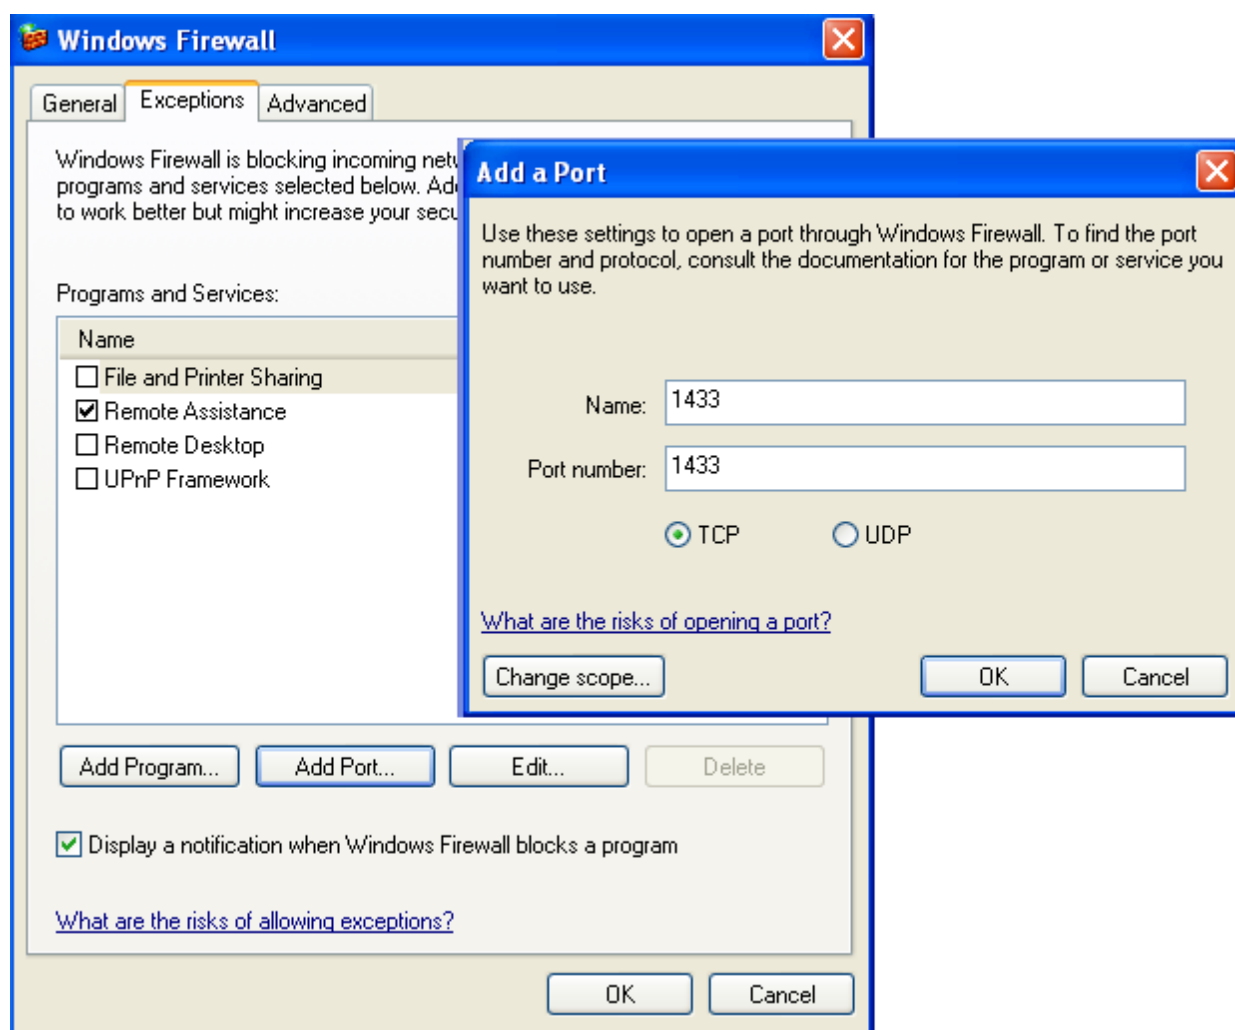 Windows Firewall
General Exceptions Advanced
Windows Firewall is blocking incoming netw
programs and services selected below. Add
to work better but might increase your secu
Programs and Services:
Name
File and Printer Sharing
Remote Assistance
Remote Desktop
UPnP Framework
Add Program... Add Port... Edit... Delete
Display a notification when Windows Firewall blocks a program
What are the risks of allowing exceptions?
OK Cancel
Add a Port
Use these settings to open a port through Windows Firewall. To find the port
number and protocol, consult the documentation for the program or service you
want to use.
Name: 1433
Port number: 1433
TCP UDP
What are the risks of opening a port?
Change scope... OK Cancel